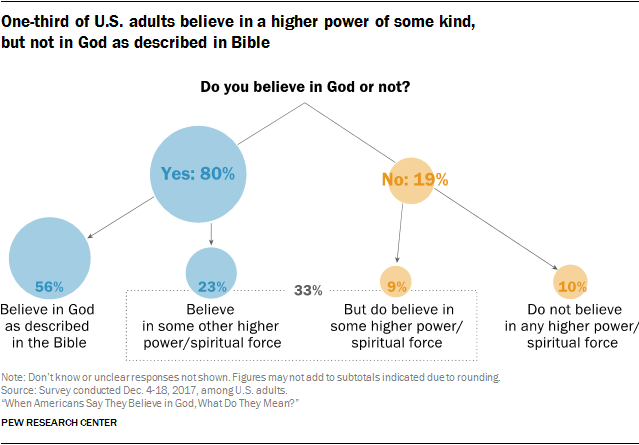 One-third of U.S. adults believe in a higher power of some kind,
but not in God as described in Bible
Do you believe in God or not?
Yes: 80%
No: 19%
56%
Believe in God
as described
in the Bible
23%
Believe
in some other higher
power/spiritual force
33%
9%
But do believe in
some higher power/
spiritual force
10%
Do not believe
in any higher power/
spiritual force
Note: Don't know or unclear responses not shown. Figures may not add to subtotals indicated due to rounding.
Source: Survey conducted Dec. 4-18, 2017, among U.S. adults.
"When Americans Say They Believe in God, What Do They Mean?"
PEW RESEARCH CENTER